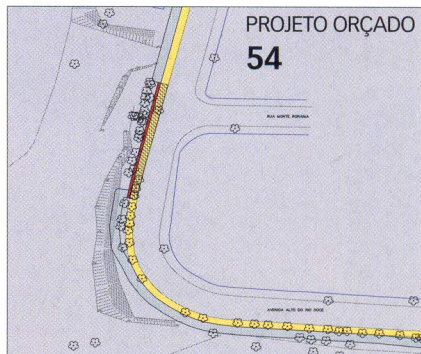 PROJETO ORÇADO
54
RUA MONTE RORAIMA
AVENIDA ALTO DO RIO DOCE